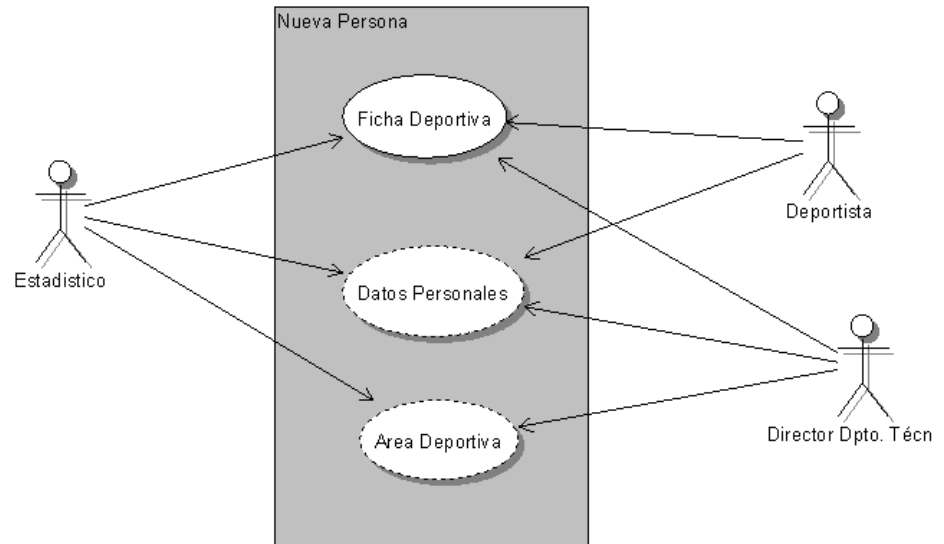 Nueva Persona
Ficha Deportiva
Deportista
Estadistico
Datos Personales
Area Deportiva
Director Dpto. Técn